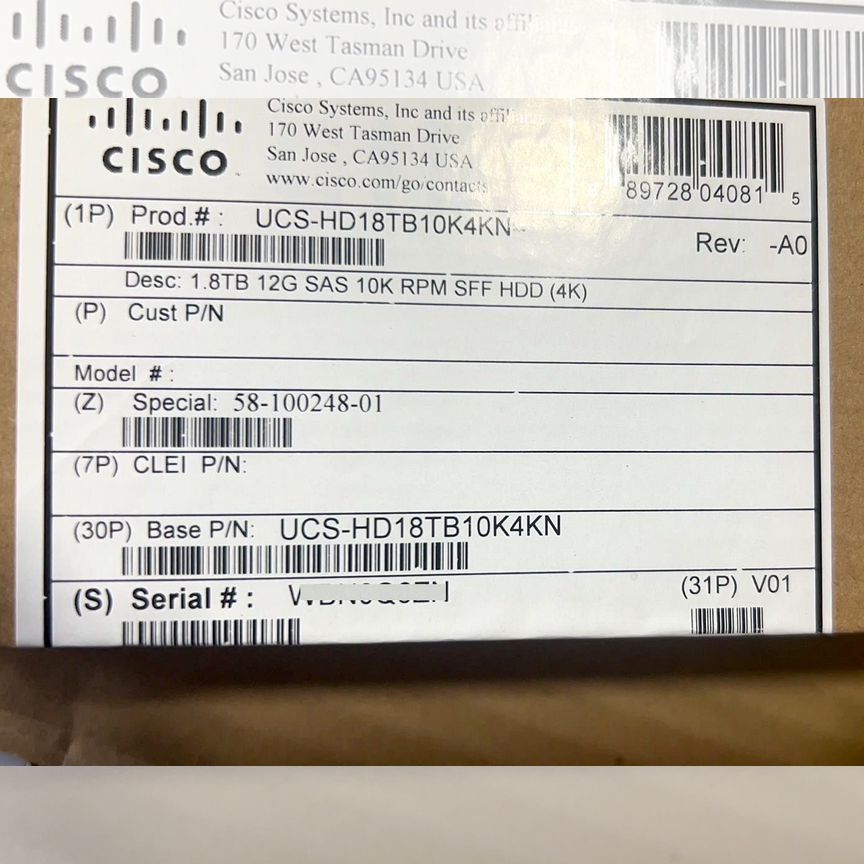 Cisco Systems, Inc and its
170 West Tasman Drive
San Jose , CA95134 USA
CISCO
Cisco Systems, Inc and its
170 West Tasman Drive
San Jose , CA95134 USA
www.cisco.com/go/contacts
CISCO
89728 04081 5
(1P) Prod.# : UCS-HD18TB10K4KN
Rev: -A0
Desc: 1.8TB 12G SAS 10K RPM SFF HDD (4K)
(P) Cust P/N
Model # :
(Z) Special: 58-100248-01
(7P) CLEI P/N:
(30P) Base P/N: UCS-HD18TB10K4KN
(S) Serial # :
(31P) V01